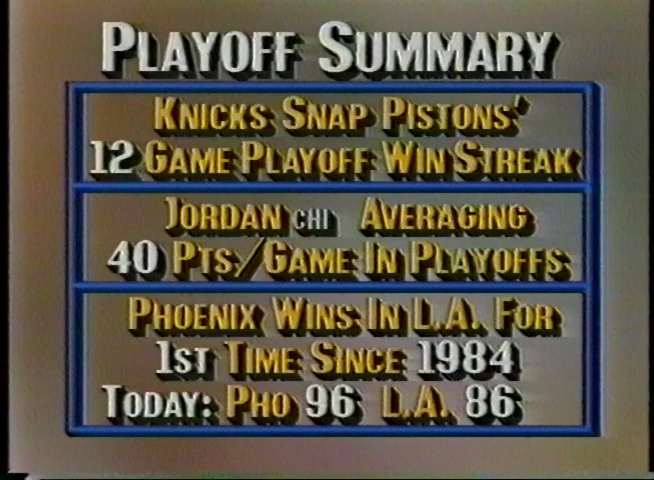 PLAYOFF SUMMARY
KNICKS SNAP PISTONS'
12 GAME PLAYOFF WIN STREAK
JORDAN CHI AVERAGING
40 PTS/GAME IN PLAYOFFS
PHOENIX WINS IN L.A. FOR
1ST TIME SINCE 1984
TODAY: PHO 96 L.A. 86